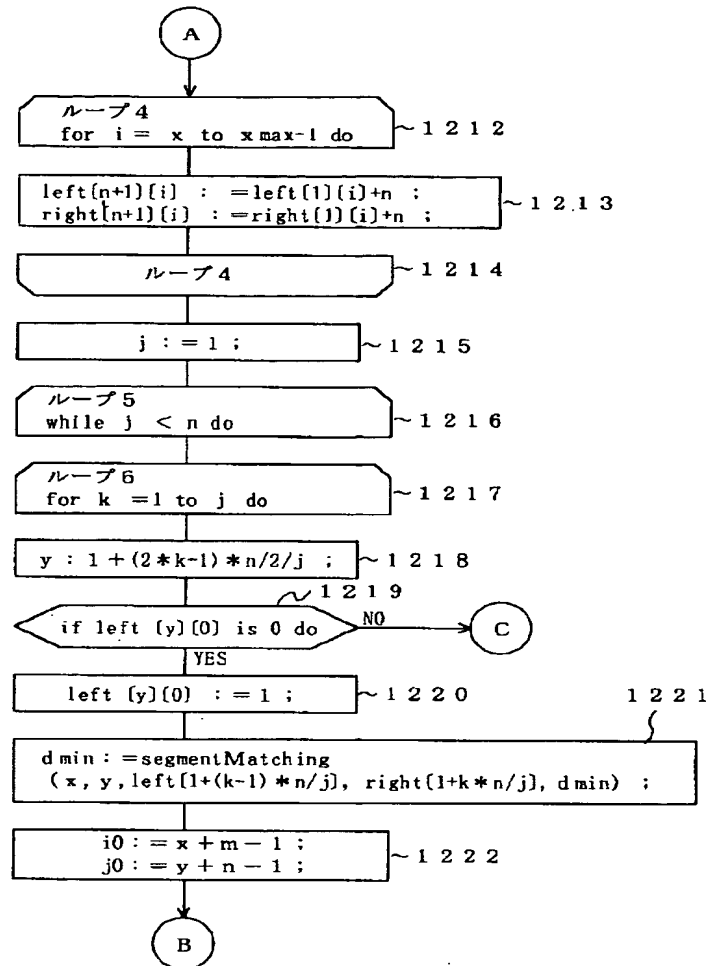 A
ループ4
for i = x to xmax-1 do
~1212
left[n+1][i] : =left[1][i]+n ;
right[n+1][i] :=right[1][i]+n ;
~1213
ループ4
~1214
j :=1 ;
~1215
ループ5
while j < n do
~1216
ループ6
for k =1 to j do
~1217
y : 1+(2*k-1)*n/2/j ;
~1218
1219
if left [y][0] is 0 do
NO
C
YES
left [y][0] :=1 ;
~1220
1221
dmin:=segmentMatching
(x, y, left[1+(k-1)*n/j], right[1+k*n/j], dmin) ;
i0:=x+m-1 ;
j0:=y+n-1 ;
~1222
B